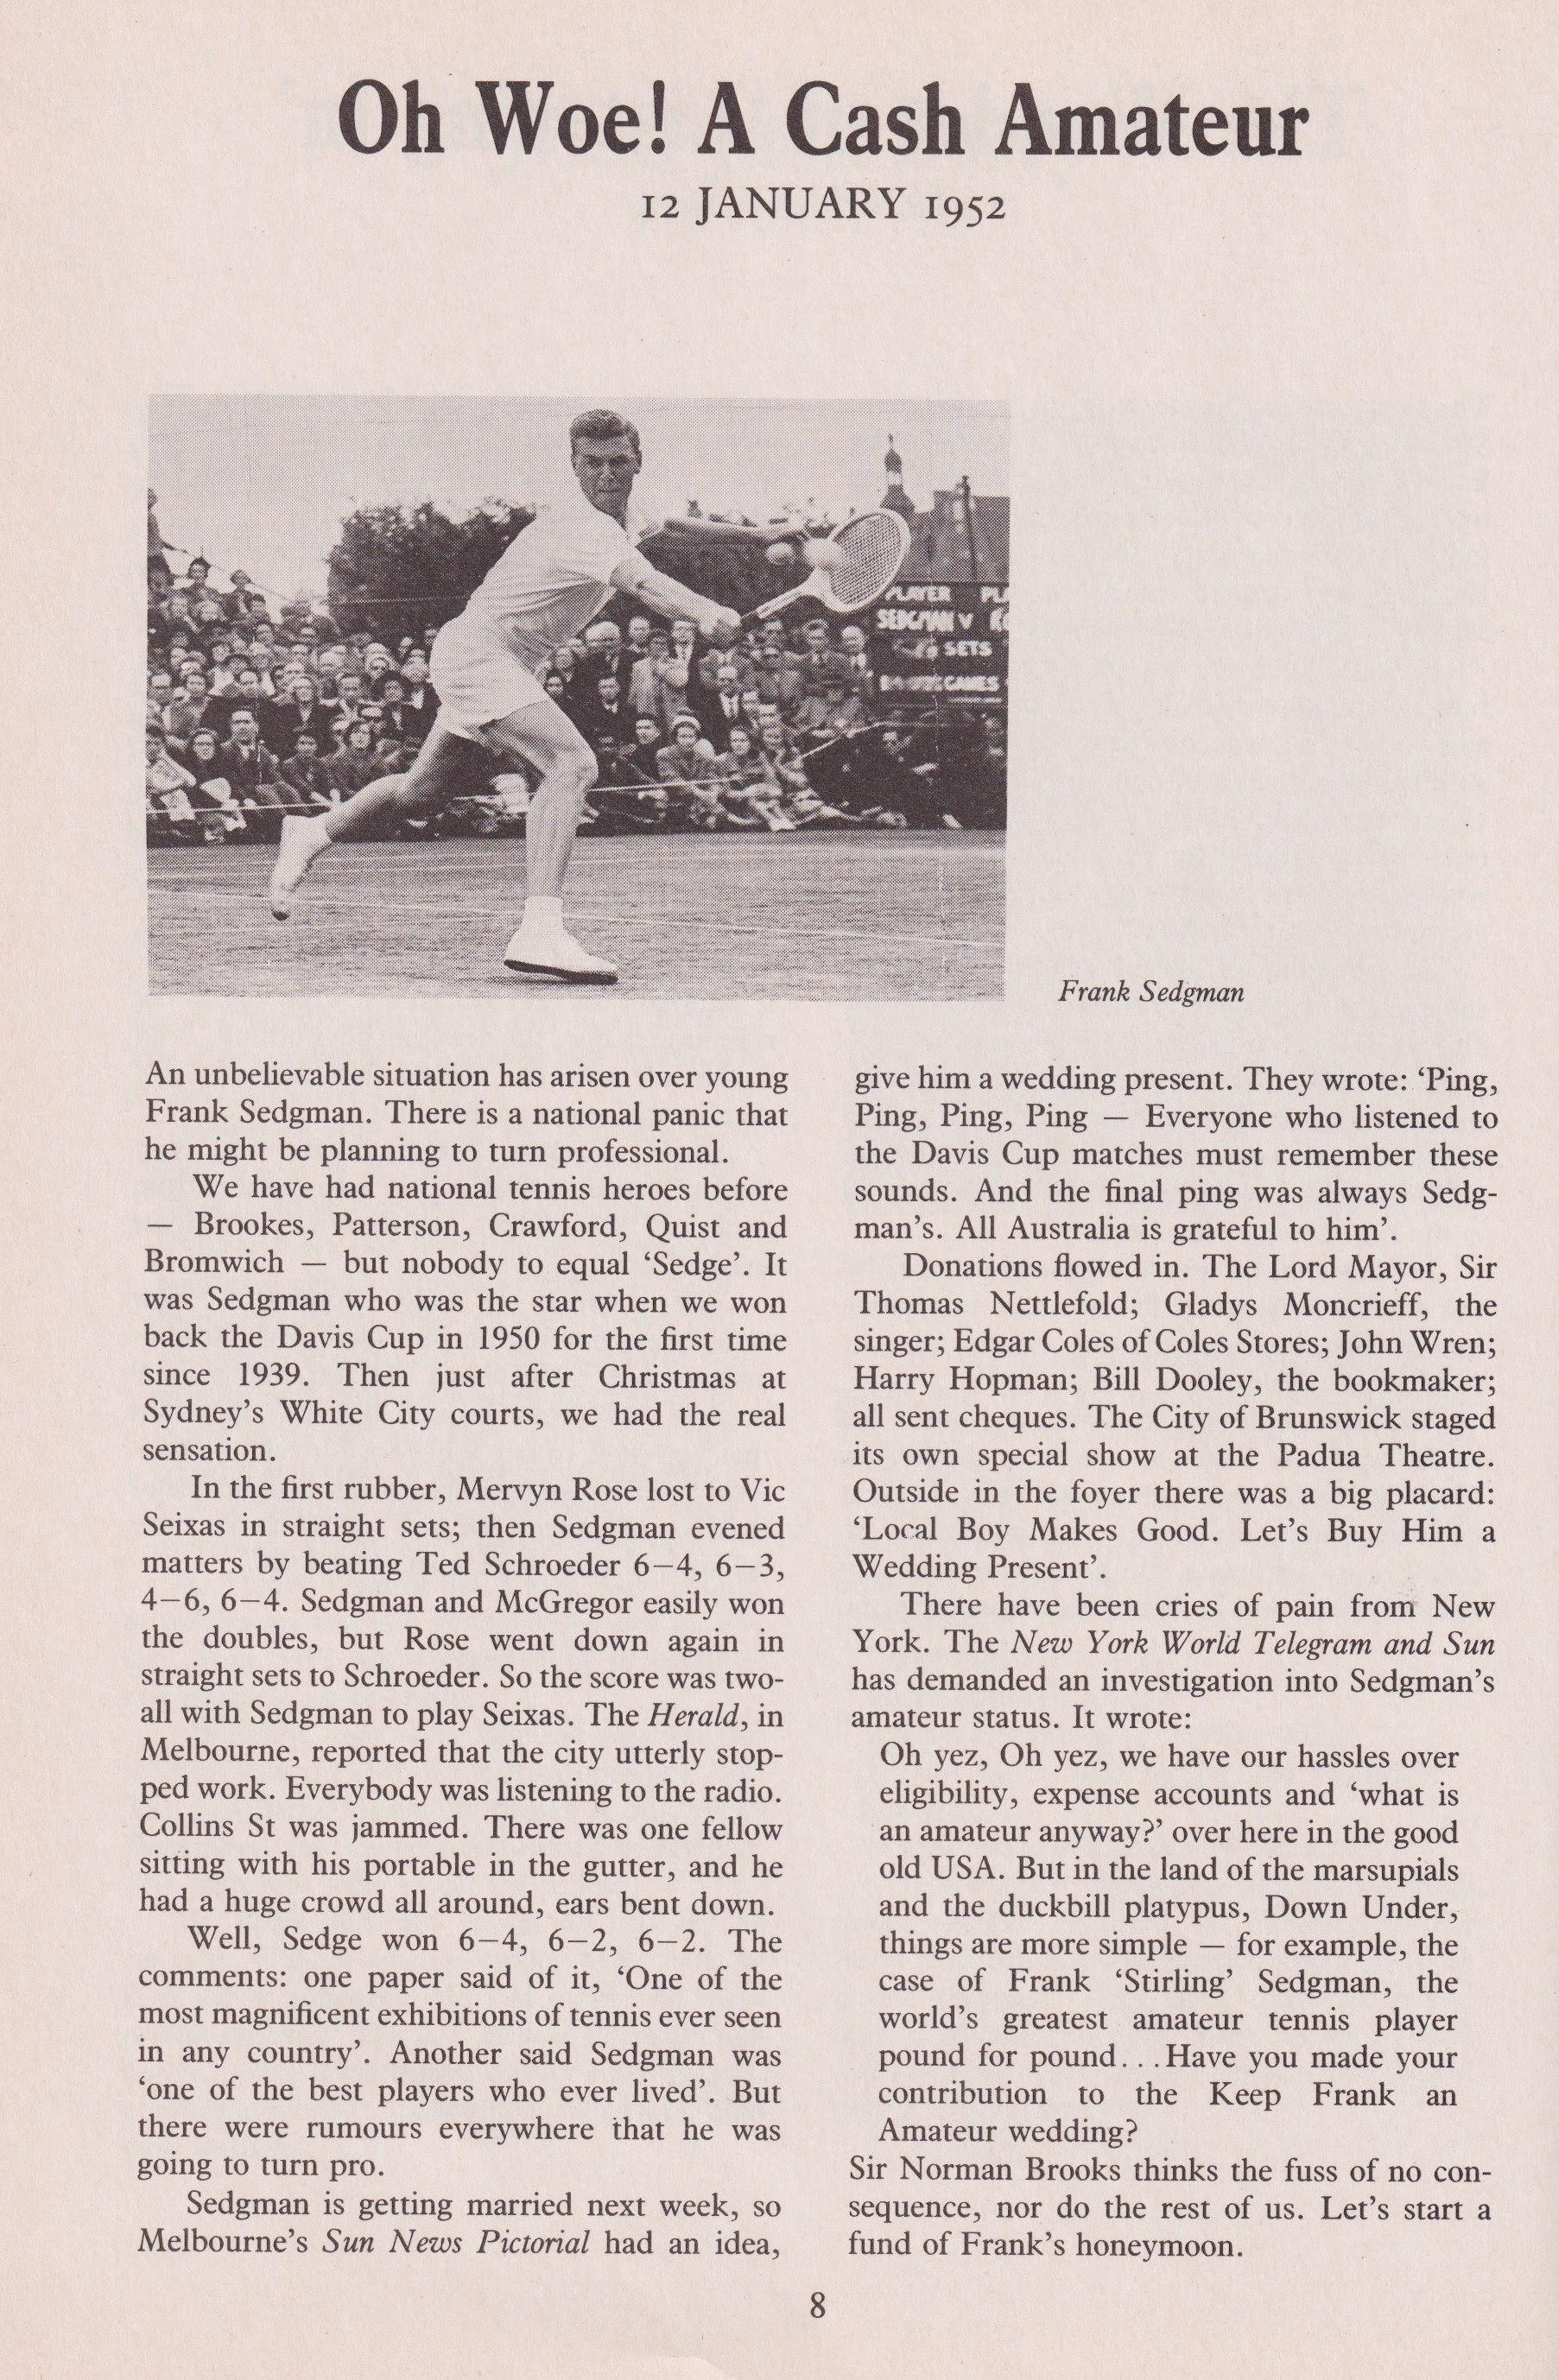 Oh Woe! A Cash Amateur
12 JANUARY 1952
PLAYER
SEDGMAN V
SETS
GAMES
Frank Sedgman
An unbelievable situation has arisen over young
Frank Sedgman. There is a national panic that
he might be planning to turn professional.
We have had national tennis heroes before
— Brookes, Patterson, Crawford, Quist and
Bromwich — but nobody to equal ‘Sedge’. It
was Sedgman who was the star when we won
back the Davis Cup in 1950 for the first time
since 1939. Then just after Christmas at
Sydney’s White City courts, we had the real
sensation.
In the first rubber, Mervyn Rose lost to Vic
Seixas in straight sets; then Sedgman evened
matters by beating Ted Schroeder 6–4, 6–3,
4–6, 6–4. Sedgman and McGregor easily won
the doubles, but Rose went down again in
straight sets to Schroeder. So the score was two-
all with Sedgman to play Seixas. The Herald, in
Melbourne, reported that the city utterly stop-
ped work. Everybody was listening to the radio.
Collins St was jammed. There was one fellow
sitting with his portable in the gutter, and he
had a huge crowd all around, ears bent down.
Well, Sedge won 6–4, 6–2, 6–2. The
comments: one paper said of it, ‘One of the
most magnificent exhibitions of tennis ever seen
in any country’. Another said Sedgman was
‘one of the best players who ever lived’. But
there were rumours everywhere that he was
going to turn pro.
Sedgman is getting married next week, so
Melbourne’s Sun News Pictorial had an idea,
give him a wedding present. They wrote: ‘Ping,
Ping, Ping, Ping — Everyone who listened to
the Davis Cup matches must remember these
sounds. And the final ping was always Sedg-
man’s. All Australia is grateful to him’.
Donations flowed in. The Lord Mayor, Sir
Thomas Nettlefold; Gladys Moncrieff, the
singer; Edgar Coles of Coles Stores; John Wren;
Harry Hopman; Bill Dooley, the bookmaker;
all sent cheques. The City of Brunswick staged
its own special show at the Padua Theatre.
Outside in the foyer there was a big placard:
‘Local Boy Makes Good. Let’s Buy Him a
Wedding Present’.
There have been cries of pain from New
York. The New York World Telegram and Sun
has demanded an investigation into Sedgman’s
amateur status. It wrote:
Oh yez, Oh yez, we have our hassles over
eligibility, expense accounts and ‘what is
an amateur anyway?’ over here in the good
old USA. But in the land of the marsupials
and the duckbill platypus, Down Under,
things are more simple — for example, the
case of Frank ‘Stirling’ Sedgman, the
world’s greatest amateur tennis player
pound for pound. . . Have you made your
contribution to the Keep Frank an
Amateur wedding?
Sir Norman Brooks thinks the fuss of no con-
sequence, nor do the rest of us. Let’s start a
fund of Frank’s honeymoon.
8